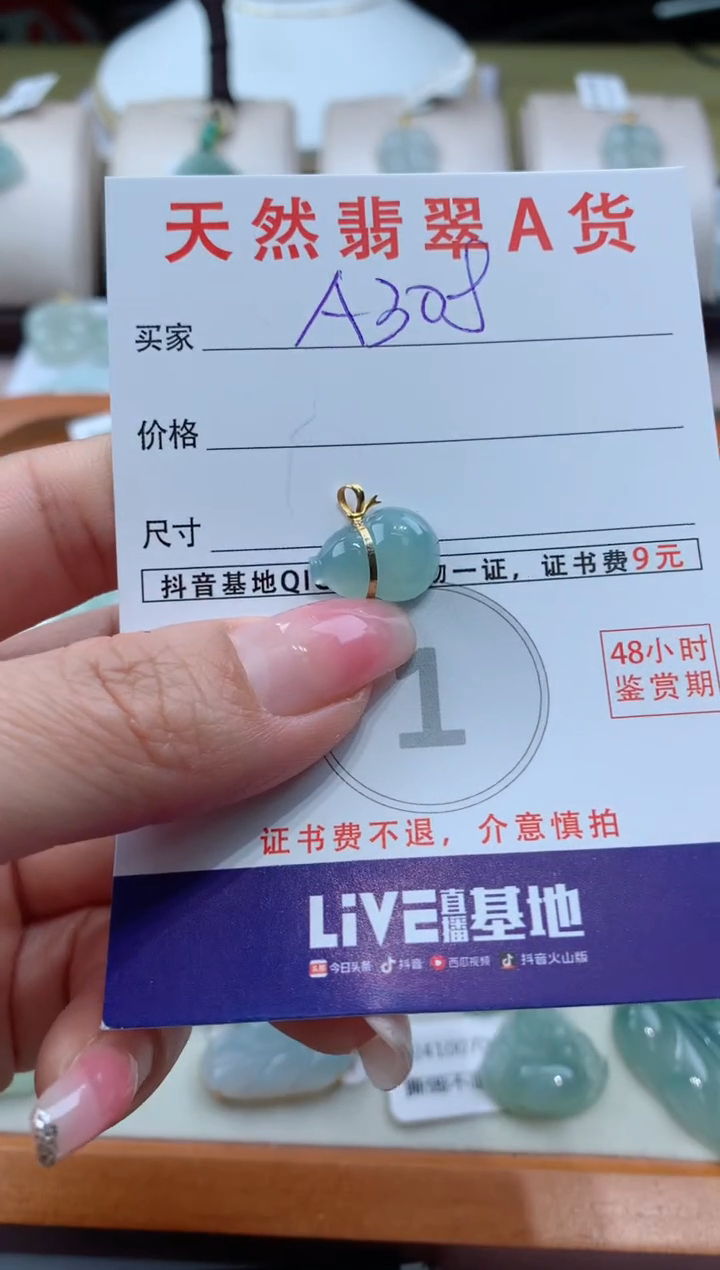 天然翡翠A货
买家 A308
价格
尺寸
抖音基地QI 物一证，证书费9元
1
48小时
鉴赏期
证书费不退，介意慎拍
LiVE直播基地
头条 今日头条 抖音 西瓜视频 抖音火山版